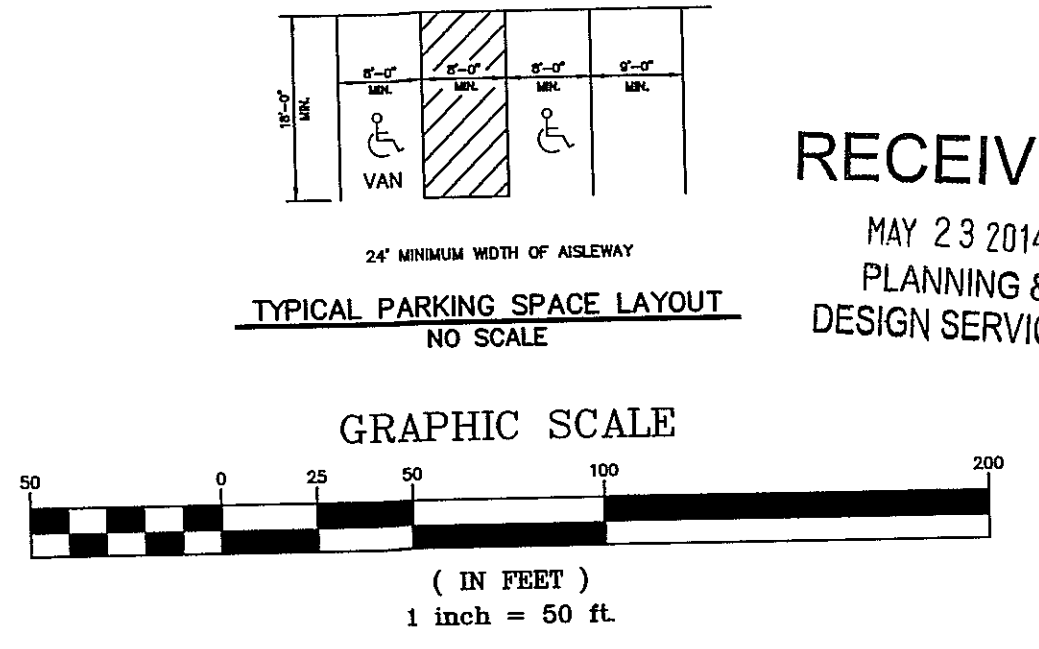 8'-0" MIN.
8'-0" MIN.
8'-0" MIN.
9'-0" MIN.
18'-0" MIN.
VAN
24' MINIMUM WIDTH OF AISLEWAY
TYPICAL PARKING SPACE LAYOUT
NO SCALE
RECEIV
MAY 23 2014
PLANNING &
DESIGN SERVIC
GRAPHIC SCALE
50 0 25 50 100 200
( IN FEET )
1 inch = 50 ft.